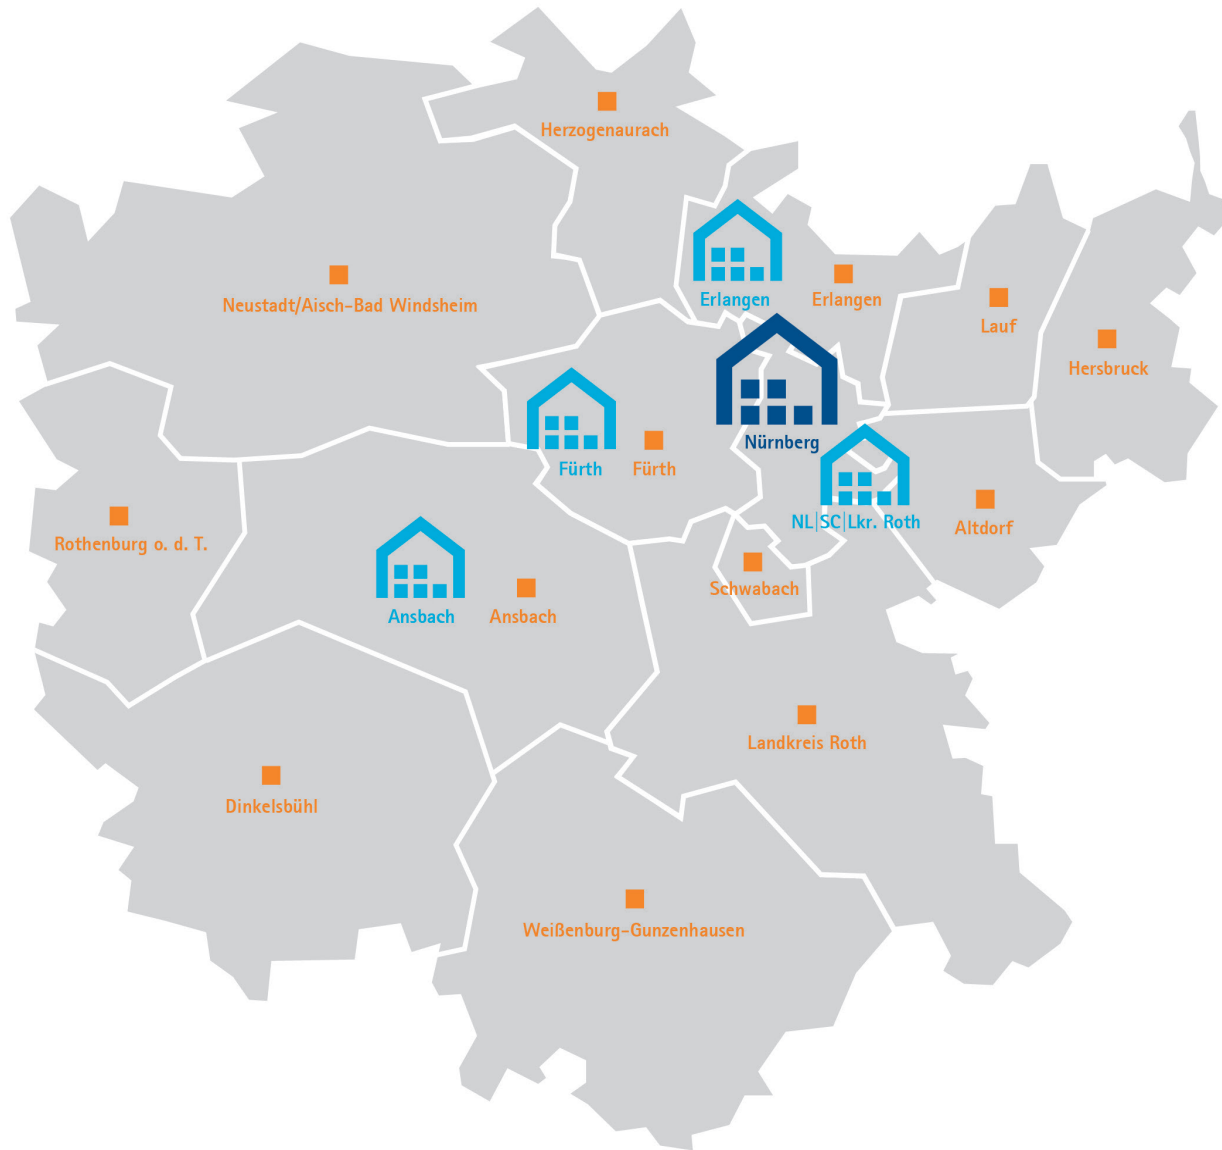 Herzogenaurach
Neustadt/Aisch-Bad Windsheim
Erlangen
Erlangen
Lauf
Hersbruck
Nürnberg
Fürth
Fürth
NL|SC|Lkr. Roth
Altdorf
Rothenburg o. d. T.
Schwabach
Ansbach
Ansbach
Landkreis Roth
Dinkelsbühl
Weißenburg-Gunzenhausen